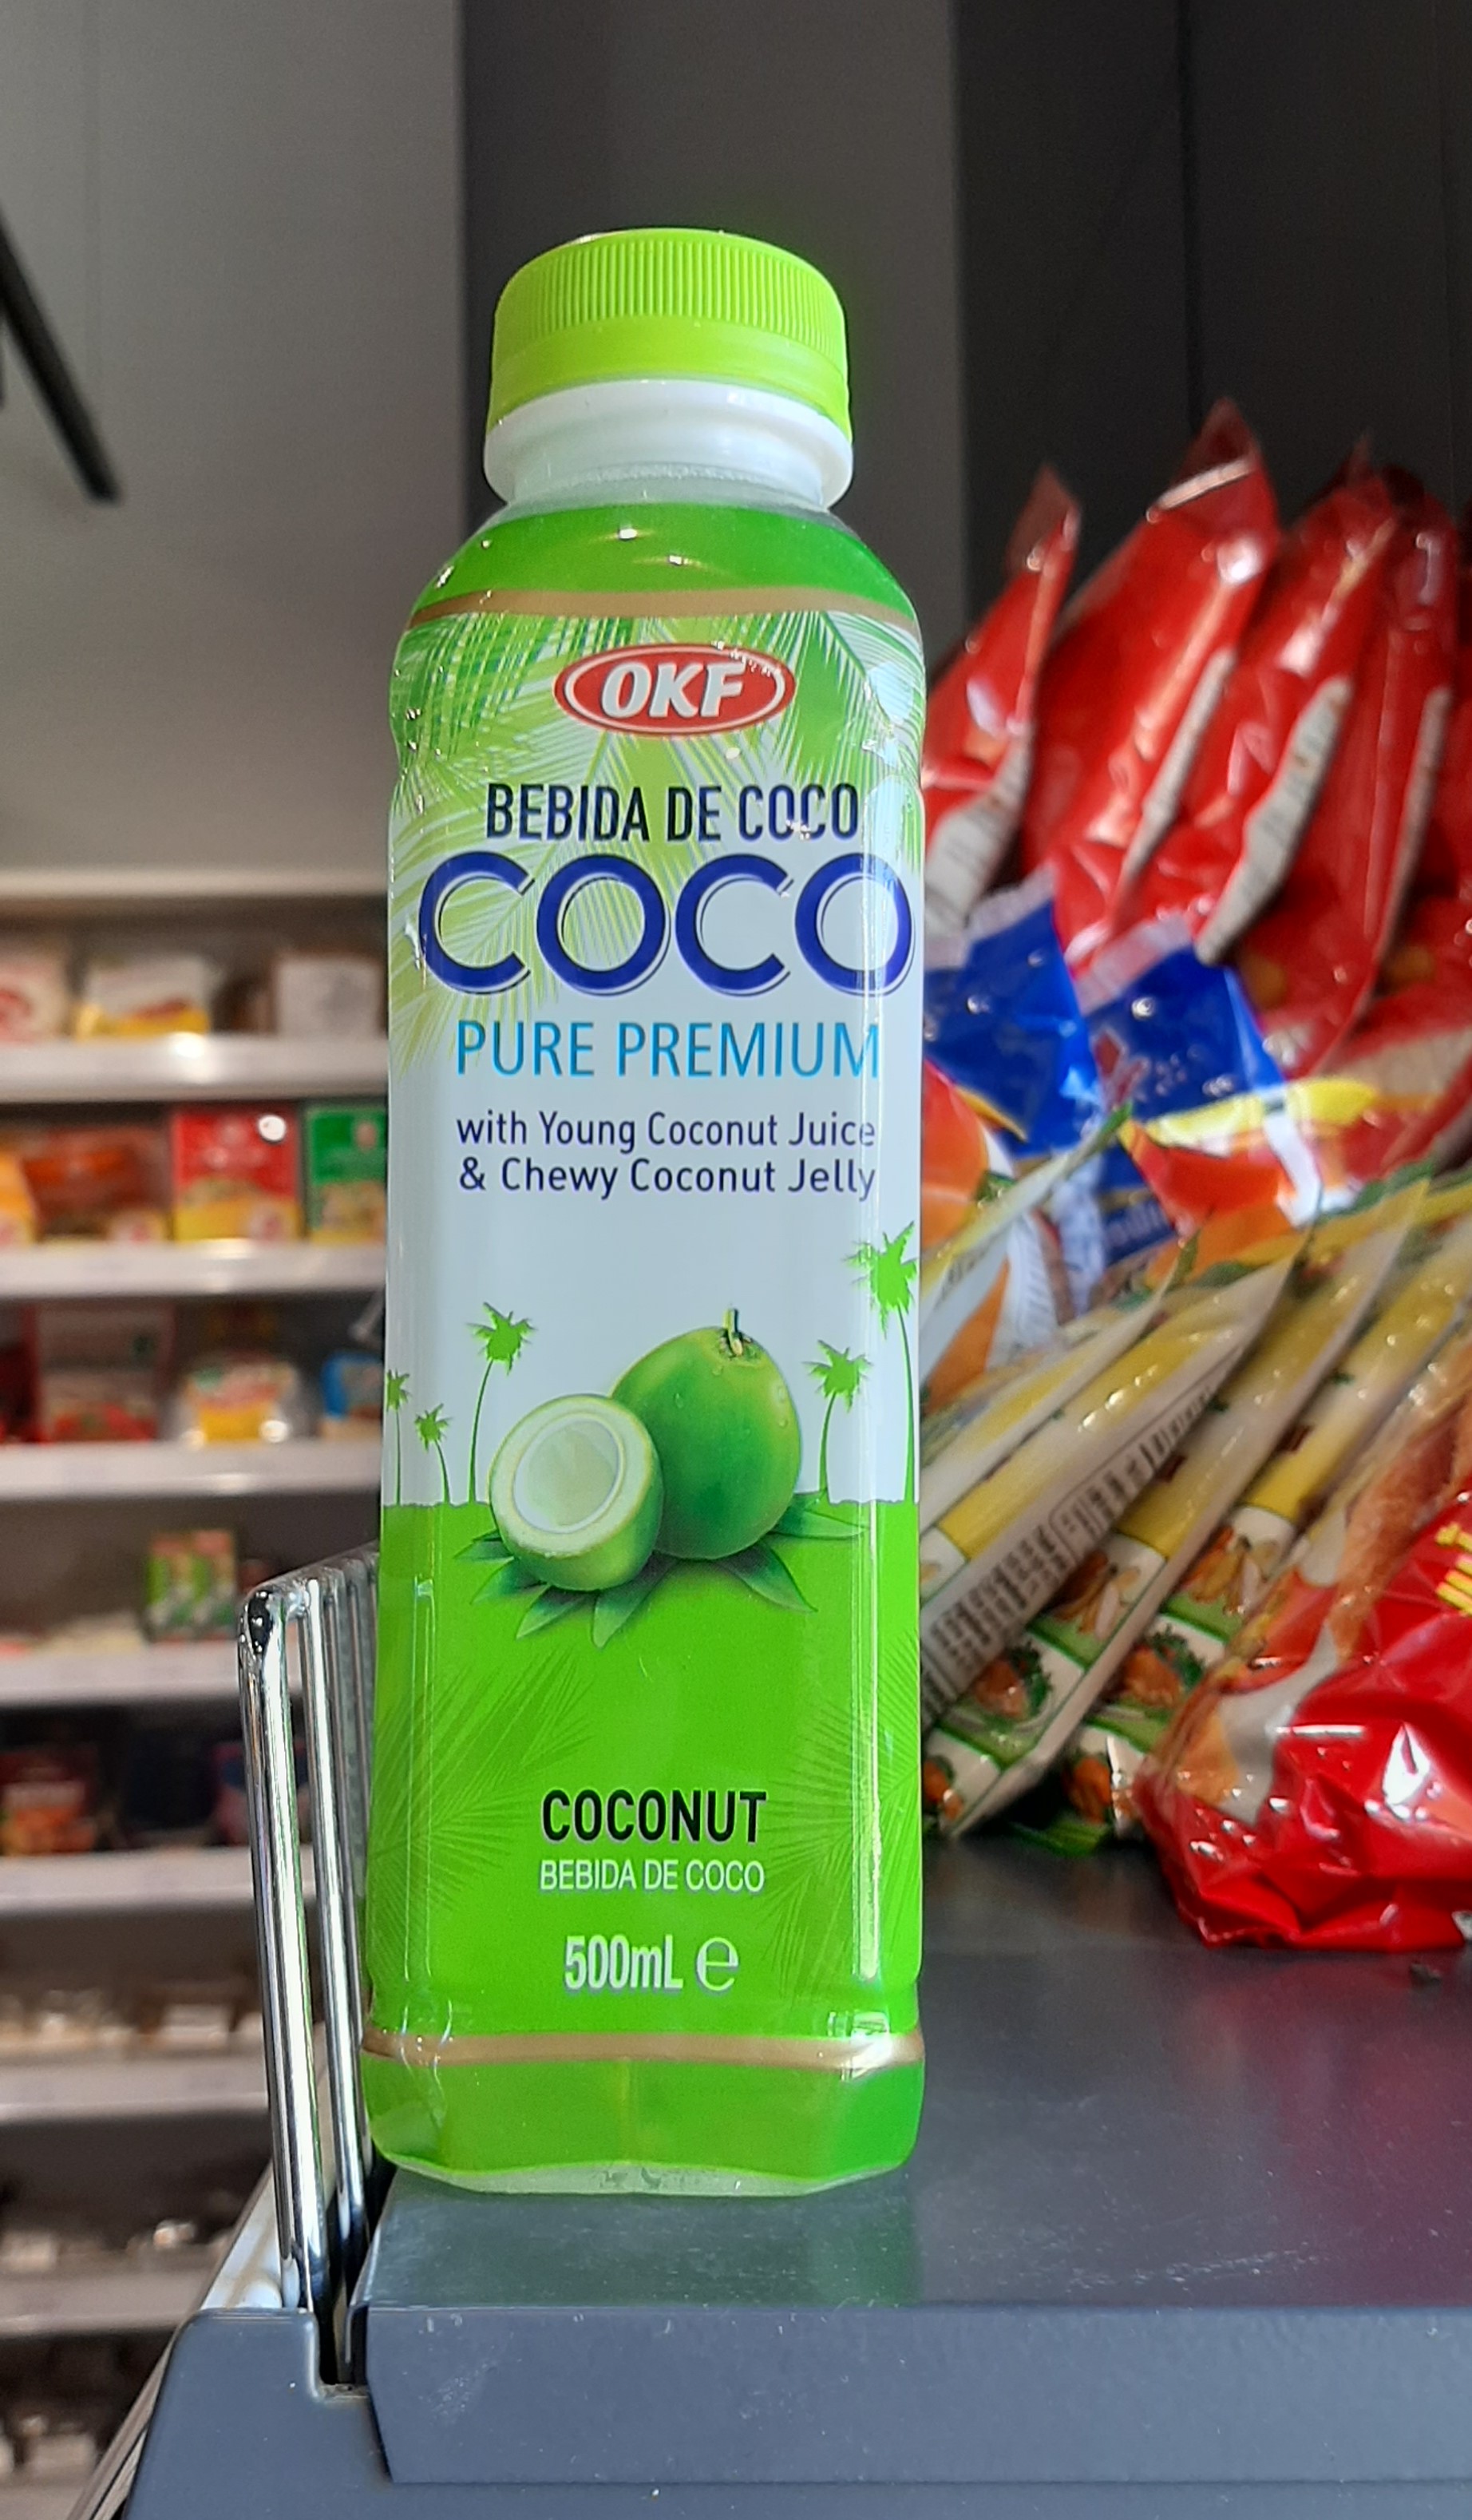 OKF
BEBIDA DE COCO
COCO
PURE PREMIUM
with Young Coconut Juice
& Chewy Coconut Jelly
COCONUT
BEBIDA DE COCO
500mL ℮